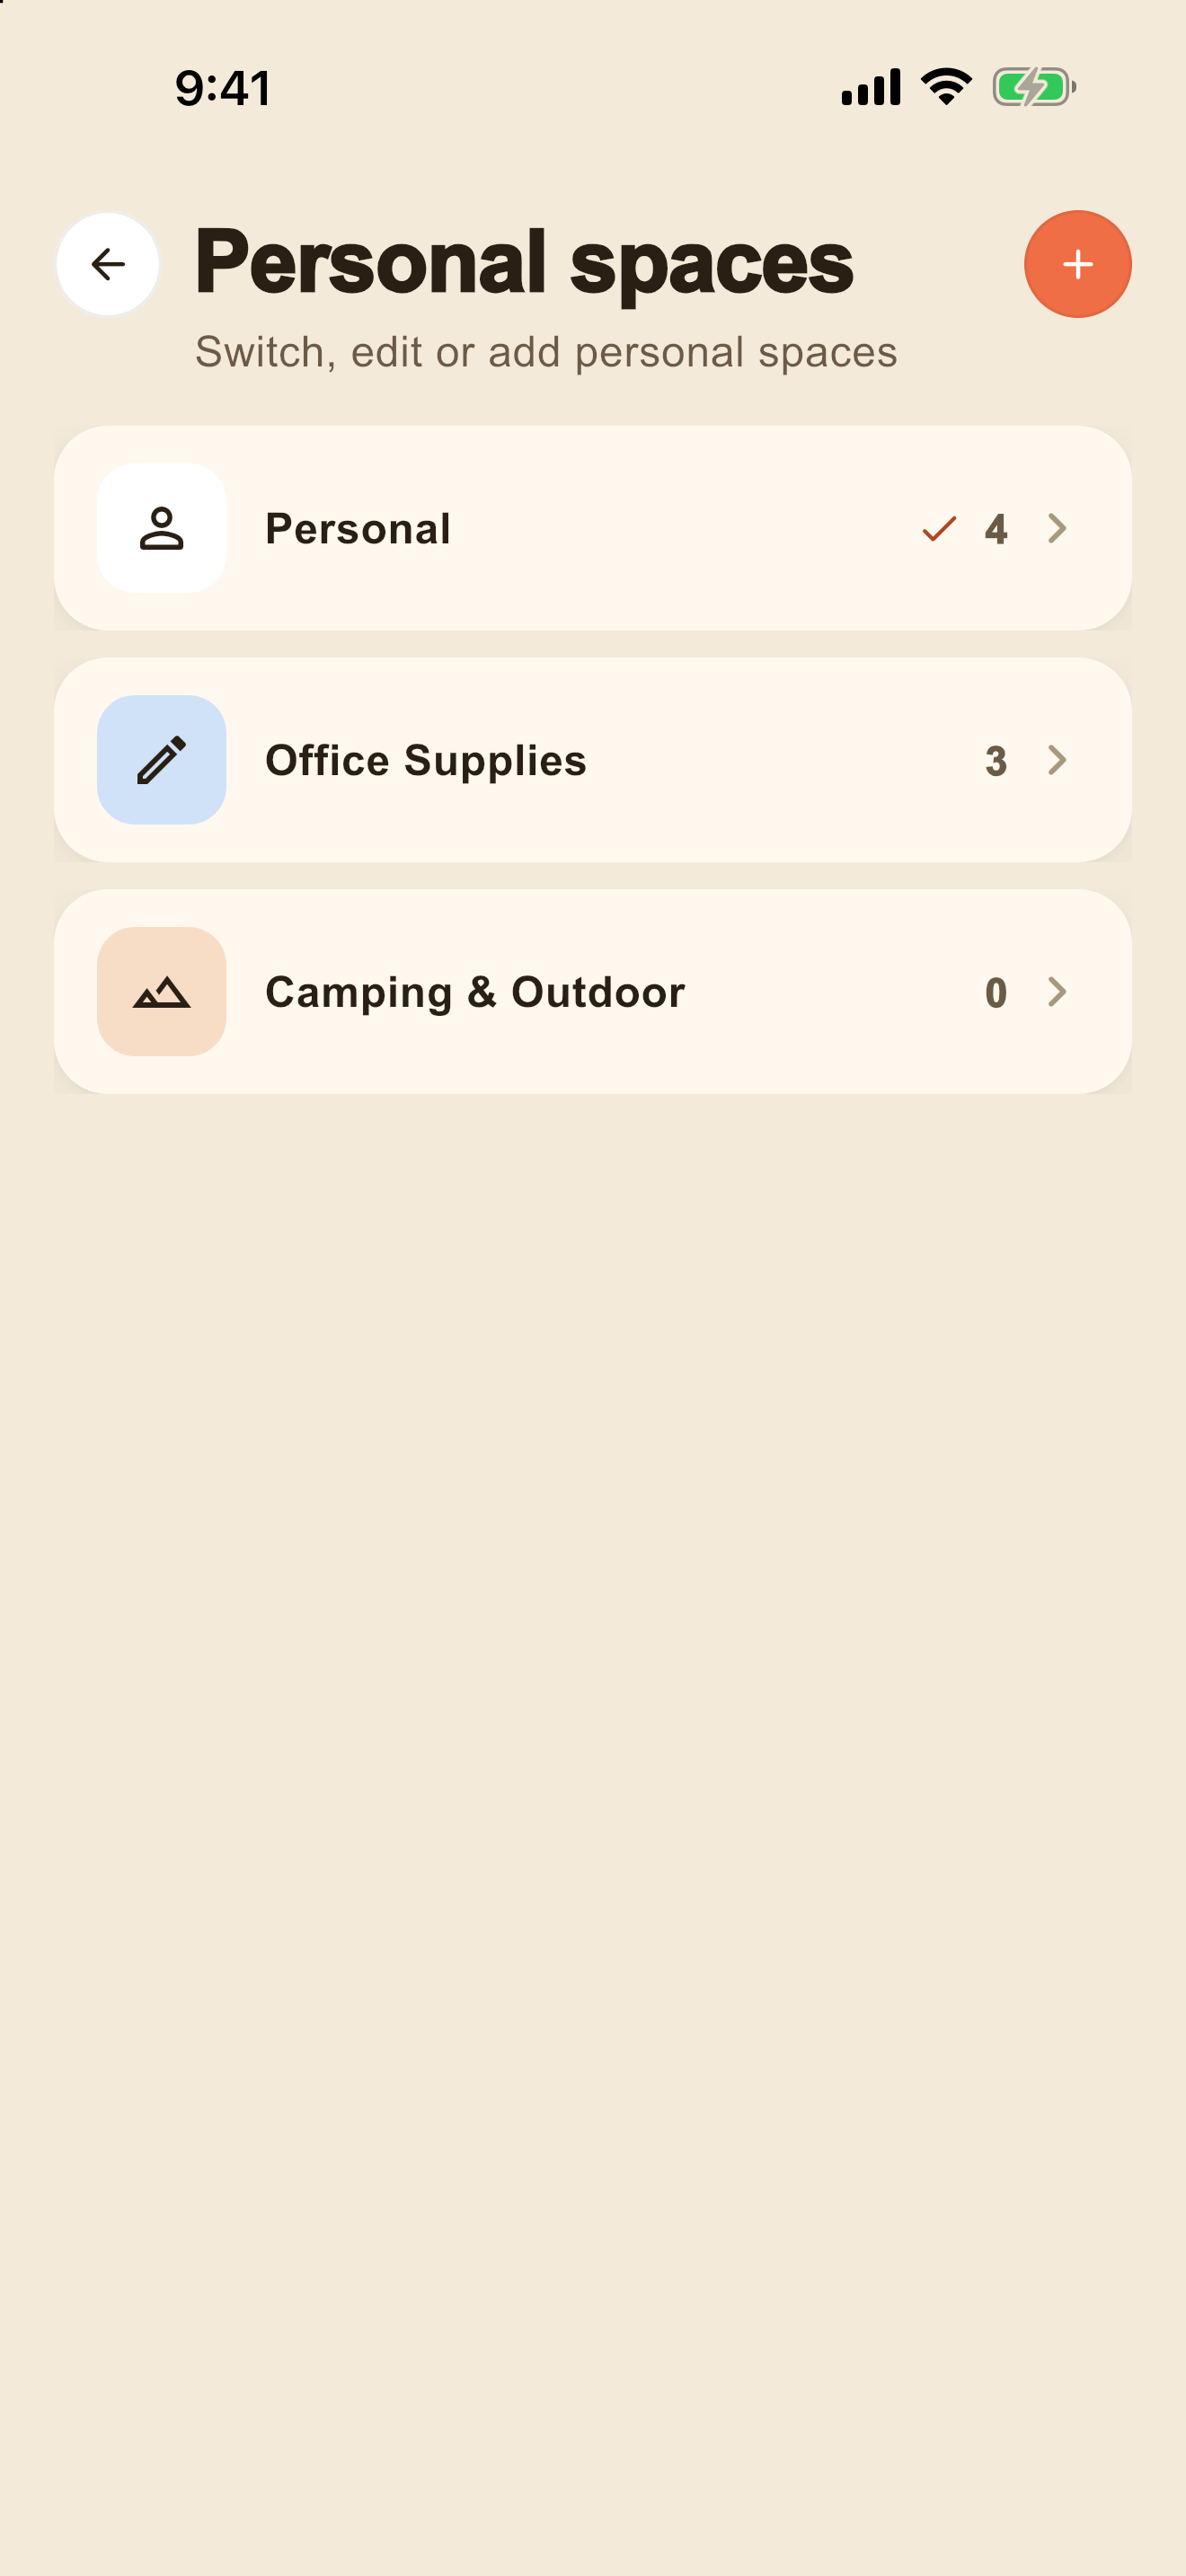 9:41
Personal spaces
Switch, edit or add personal spaces
Personal 4
Office Supplies 3
Camping & Outdoor 0